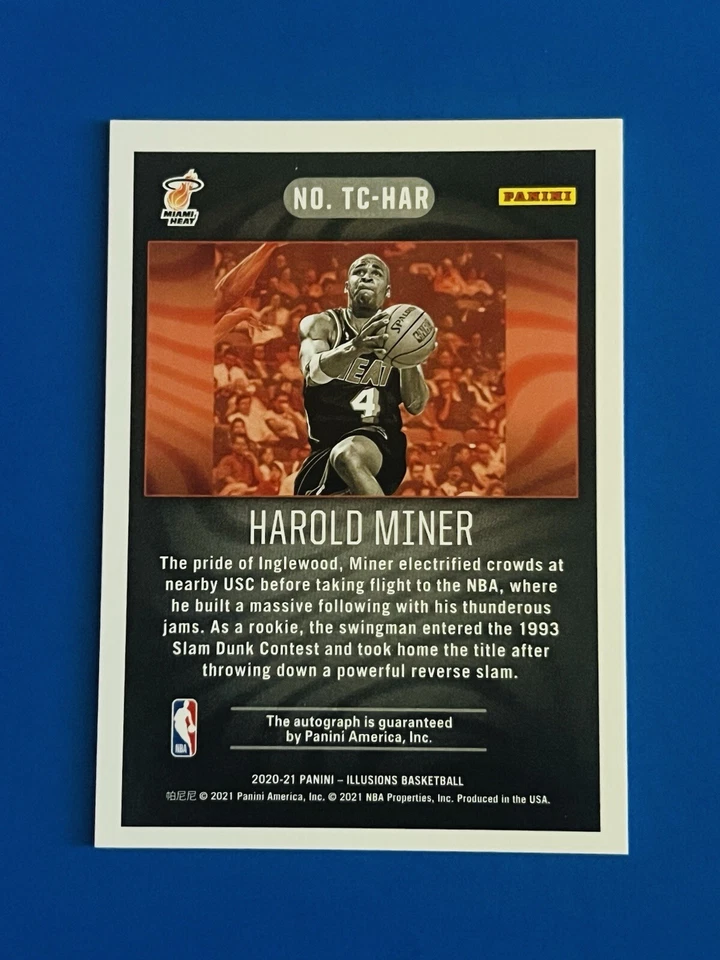 MIAMI
HEAT
NO. TC-HAR
PANINI
SPALDING
HEAT
4
HAROLD MINER
The pride of Inglewood, Miner electrified crowds at
nearby USC before taking flight to the NBA, where
he built a massive following with his thunderous
jams. As a rookie, the swingman entered the 1993
Slam Dunk Contest and took home the title after
throwing down a powerful reverse slam.
NBA
The autograph is guaranteed
by Panini America, Inc.
2020-21 PANINI – ILLUSIONS BASKETBALL
帕尼尼 © 2021 Panini America, Inc. © 2021 NBA Properties, Inc. Produced in the USA.